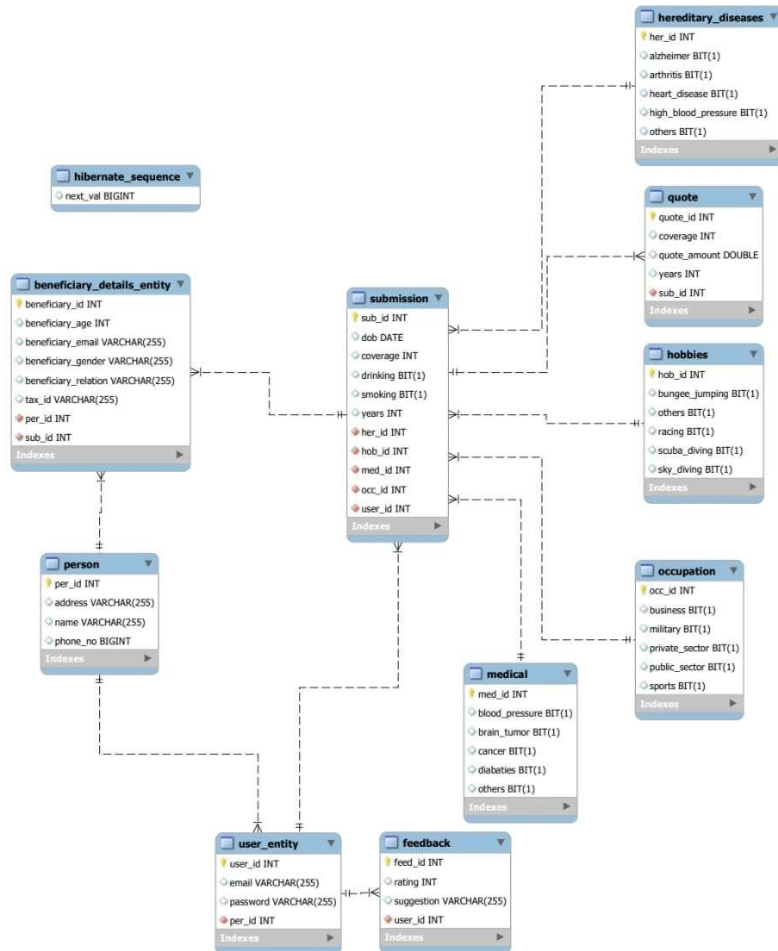 hereditary_diseases
her_id INT
alzheimer BIT(1)
arthritis BIT(1)
heart_disease BIT(1)
high_blood_pressure BIT(1)
others BIT(1)
Indexes
hibernate_sequence
next_val BIGINT
quote
quote_id INT
coverage INT
quote_amount DOUBLE
years INT
sub_id INT
Indexes
beneficiary_details_entity
beneficiary_id INT
beneficiary_age INT
beneficiary_email VARCHAR(255)
beneficiary_gender VARCHAR(255)
beneficiary_relation VARCHAR(255)
tax_id VARCHAR(255)
per_id INT
sub_id INT
Indexes
submission
sub_id INT
dob DATE
coverage INT
drinking BIT(1)
smoking BIT(1)
years INT
her_id INT
hob_id INT
med_id INT
occ_id INT
user_id INT
Indexes
hobbies
hob_id INT
bungee_jumping BIT(1)
others BIT(1)
racing BIT(1)
scuba_diving BIT(1)
sky_diving BIT(1)
Indexes
person
per_id INT
address VARCHAR(255)
name VARCHAR(255)
phone_no BIGINT
Indexes
occupation
occ_id INT
business BIT(1)
military BIT(1)
private_sector BIT(1)
public_sector BIT(1)
sports BIT(1)
Indexes
medical
med_id INT
blood_pressure BIT(1)
brain_tumor BIT(1)
cancer BIT(1)
diabaties BIT(1)
others BIT(1)
Indexes
user_entity
user_id INT
email VARCHAR(255)
password VARCHAR(255)
per_id INT
Indexes
feedback
feed_id INT
rating INT
suggestion VARCHAR(255)
user_id INT
Indexes